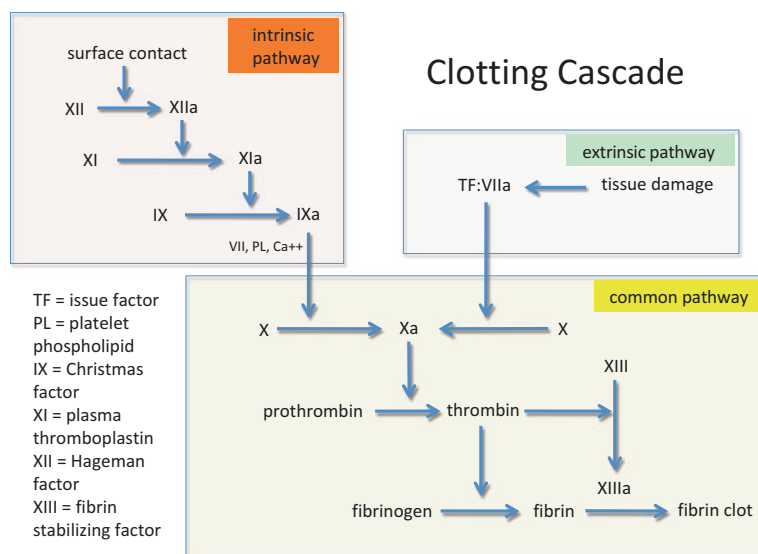 intrinsic
pathway
surface contact
Clotting Cascade
XII XIIa
XI XIa
IX IXa
VII, PL, Ca++
extrinsic pathway
TF:VIIa tissue damage
TF = issue factor
PL = platelet
phospholipid
IX = Christmas
factor
XI = plasma
thromboplastin
XII = Hageman
factor
XIII = fibrin
stabilizing factor
common pathway
X Xa X
XIII
prothrombin thrombin
XIIIa
fibrinogen fibrin fibrin clot